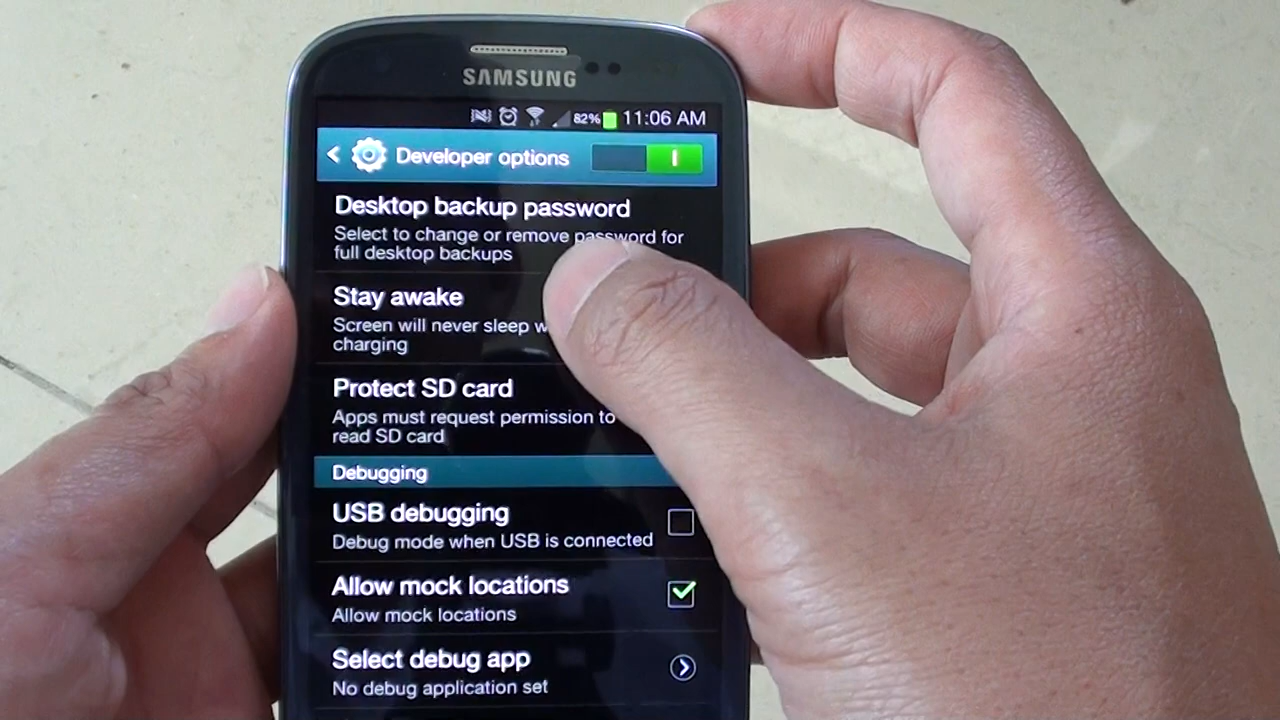 SAMSUNG
82% 11:06 AM
Developer options
Desktop backup password
Select to change or remove password for
full desktop backups
Stay awake
Screen will never sleep
charging
Protect SD card
Apps must request permission to
read SD card
Debugging
USB debugging
Debug mode when USB is connected
Allow mock locations
Allow mock locations
Select debug app
No debug application set